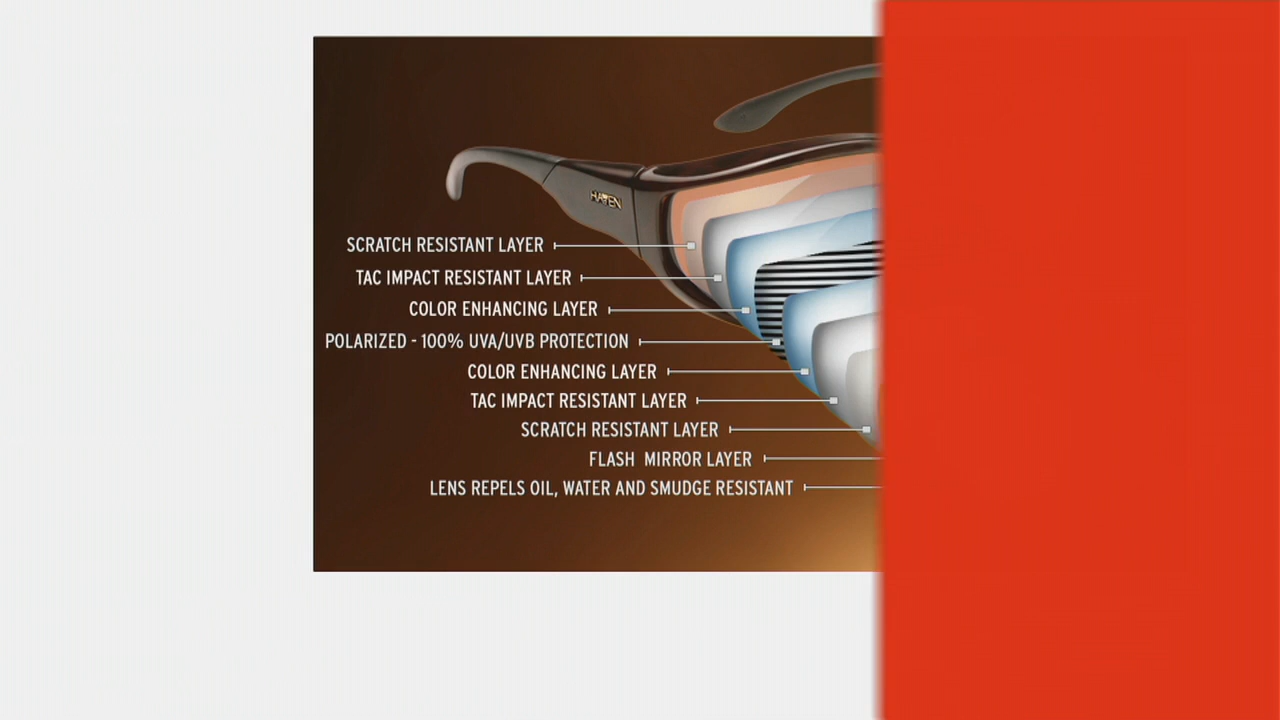 HAVEN
SCRATCH RESISTANT LAYER
TAC IMPACT RESISTANT LAYER
COLOR ENHANCING LAYER
POLARIZED - 100% UVA/UVB PROTECTION
COLOR ENHANCING LAYER
TAC IMPACT RESISTANT LAYER
SCRATCH RESISTANT LAYER
FLASH MIRROR LAYER
LENS REPELS OIL, WATER AND SMUDGE RESISTANT